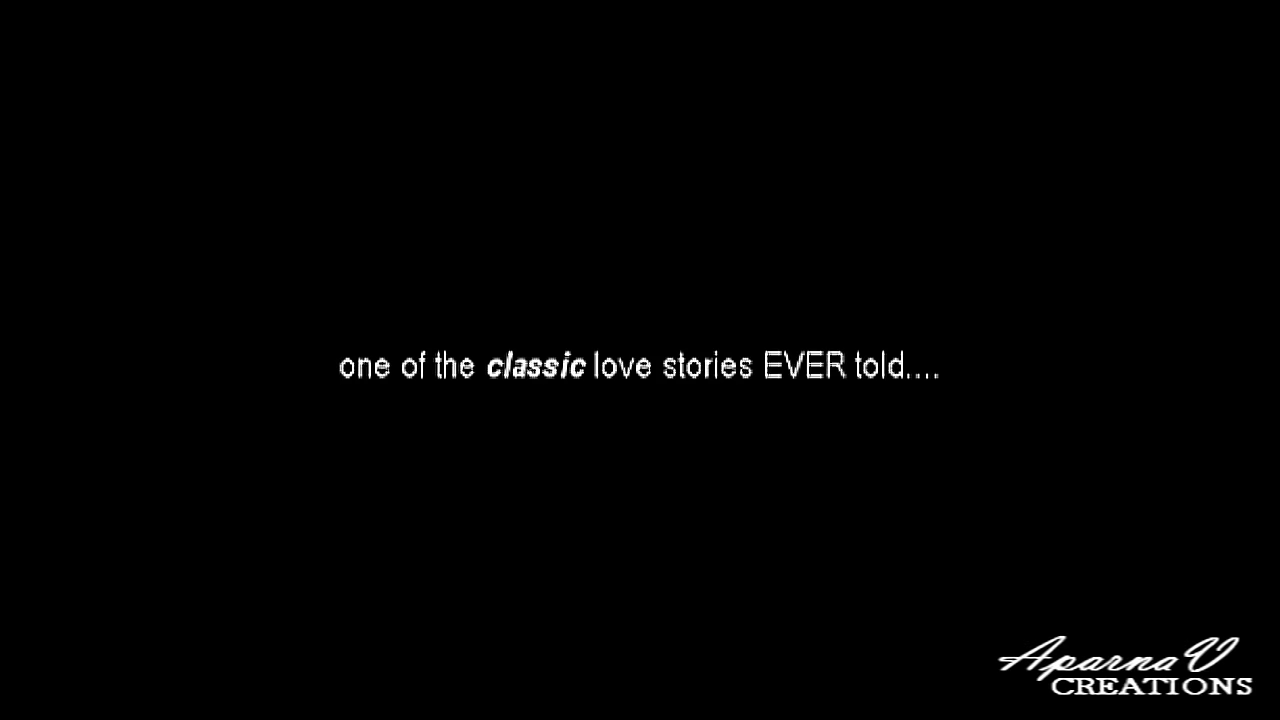 one of the classic love stories EVER told....
AparnaV
CREATIONS